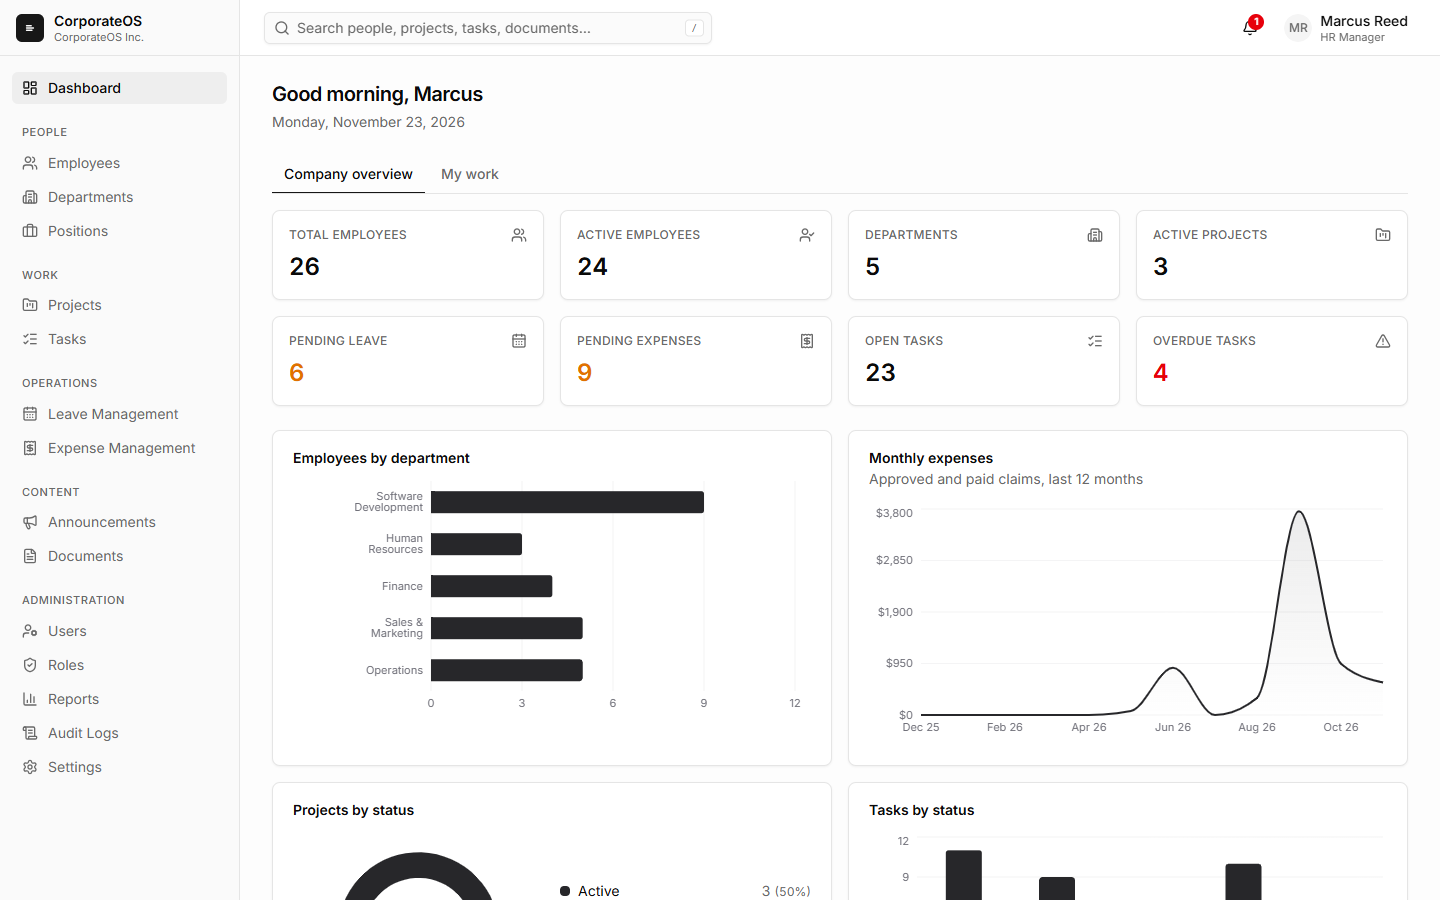 CorporateOS
CorporateOS Inc.
Search people, projects, tasks, documents...
/
1
MR
Marcus Reed
HR Manager
Dashboard
PEOPLE
Employees
Departments
Positions
WORK
Projects
Tasks
OPERATIONS
Leave Management
Expense Management
CONTENT
Announcements
Documents
ADMINISTRATION
Users
Roles
Reports
Audit Logs
Settings
Good morning, Marcus
Monday, November 23, 2026
Company overview
My work
TOTAL EMPLOYEES
26
ACTIVE EMPLOYEES
24
DEPARTMENTS
5
ACTIVE PROJECTS
3
PENDING LEAVE
6
PENDING EXPENSES
9
OPEN TASKS
23
OVERDUE TASKS
4
Employees by department
Software
Development
Human
Resources
Finance
Sales &
Marketing
Operations
0 3 6 9 12
Monthly expenses
Approved and paid claims, last 12 months
$3,800
$2,850
$1,900
$950
$0
Dec 25 Feb 26 Apr 26 Jun 26 Aug 26 Oct 26
Projects by status
Active 3 (50%)
Tasks by status
12
9